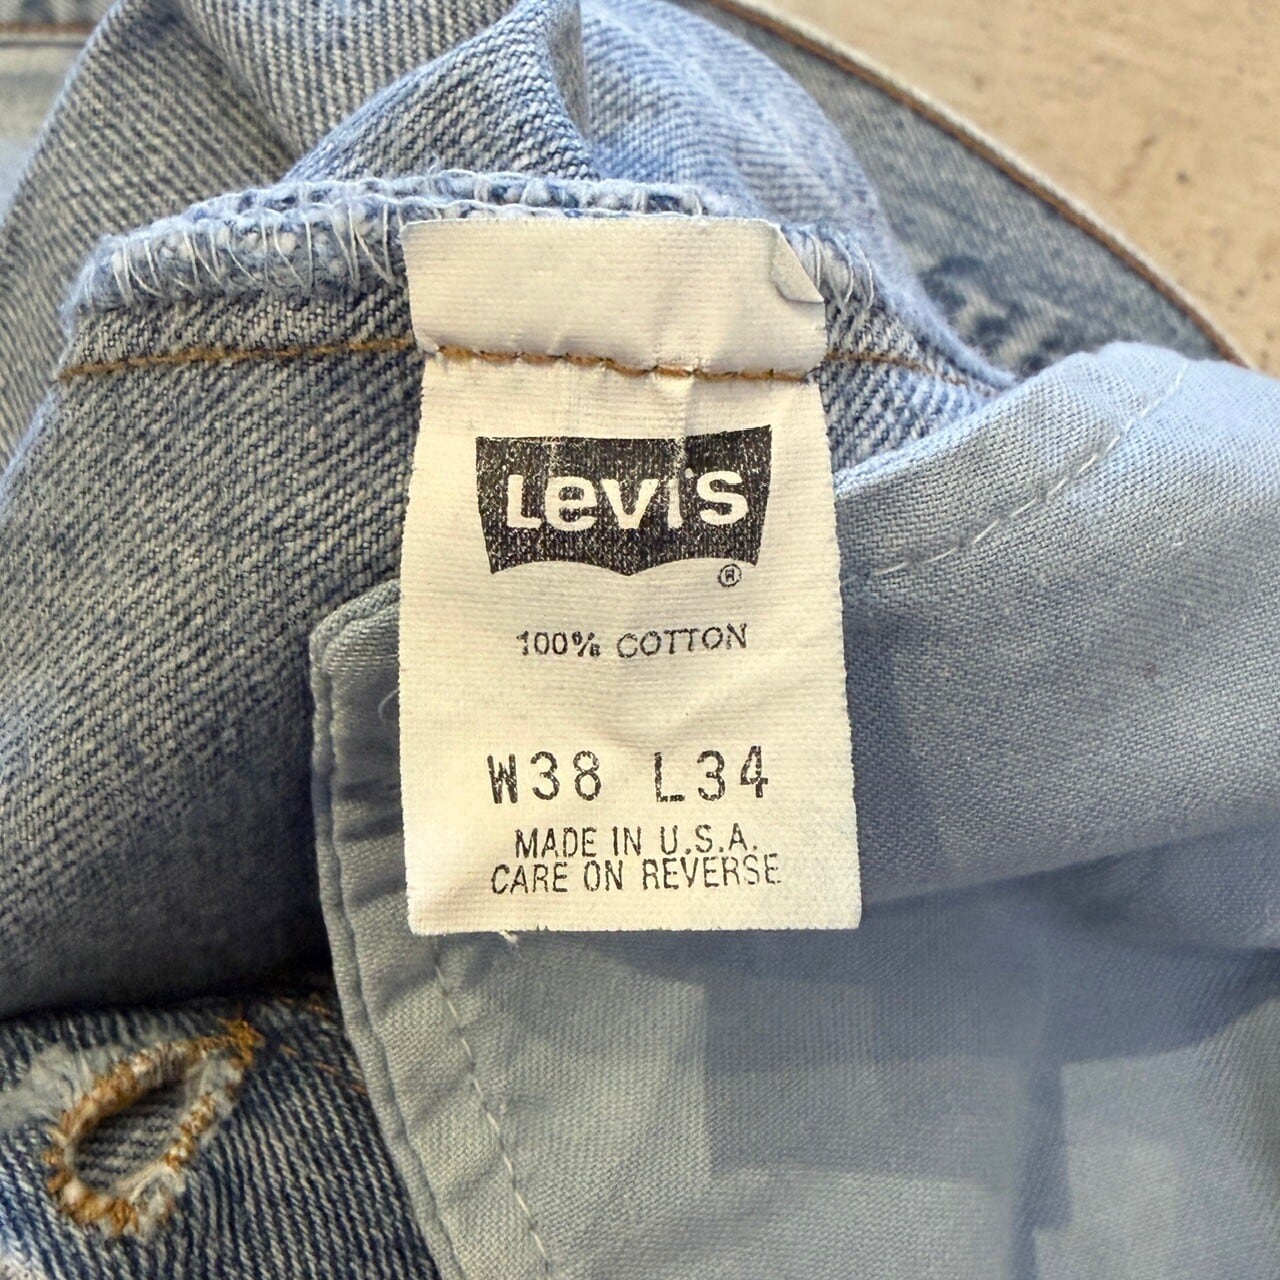 Levi's
®
100% COTTON
W38 L34
MADE IN U.S.A.
CARE ON REVERSE